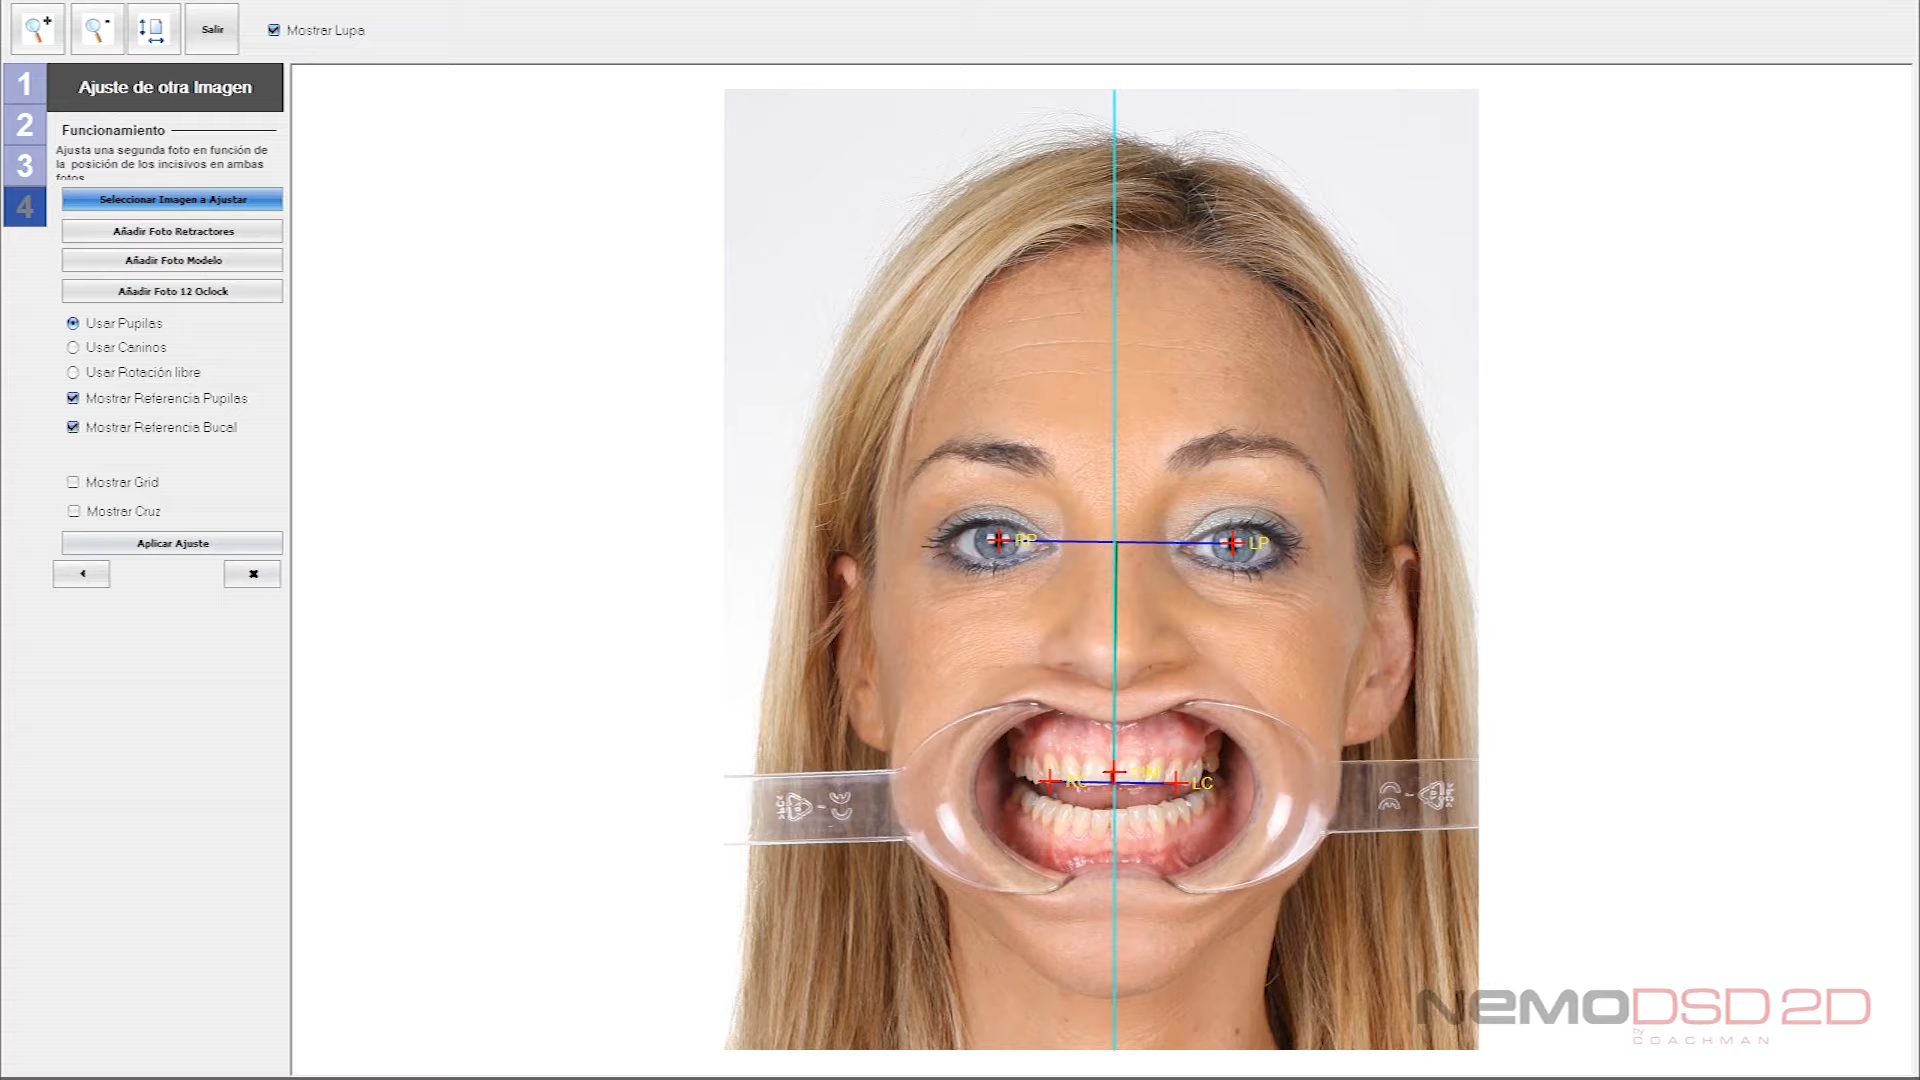 Salir
Mostrar Lupa
1
Ajuste de otra Imagen
2
Funcionamiento
Ajusta una segunda foto en función de
la posición de los incisivos en ambas
fotos
3
4
Seleccionar Imagen a Ajustar
Añadir Foto Retractores
Añadir Foto Modelo
Añadir Foto 12 Oclock
Usar Pupilas
Usar Caninos
Usar Rotación libre
Mostrar Referencia Pupilas
Mostrar Referencia Bucal
Mostrar Grid
Mostrar Cruz
Aplicar Ajuste
RP
LP
RC
LC
NemoDSD 2D
by
COACHMAN